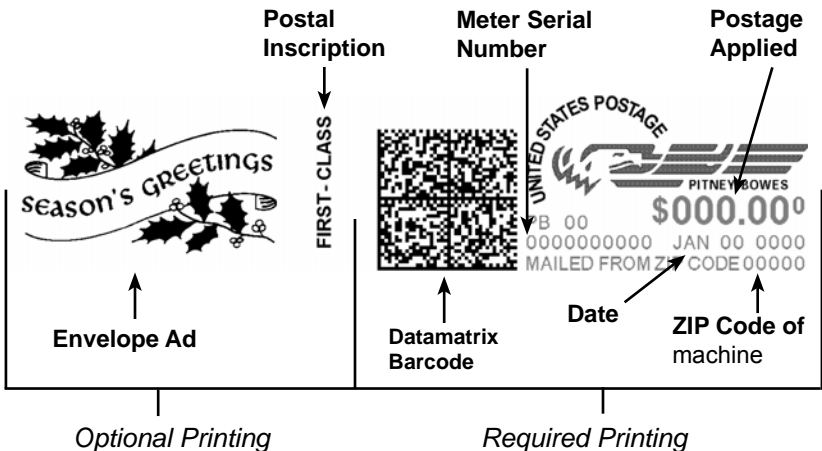 Postal
Inscription
Meter Serial
Number
Postage
Applied
SEASON'S GREETINGS
FIRST-CLASS
UNITED STATES POSTAGE
PITNEY BOWES
$000.00⁰
PB 00
0000000000 JAN 00 0000
MAILED FROM ZIP CODE 00000
Envelope Ad
Datamatrix
Barcode
Date
ZIP Code of
machine
Optional Printing
Required Printing